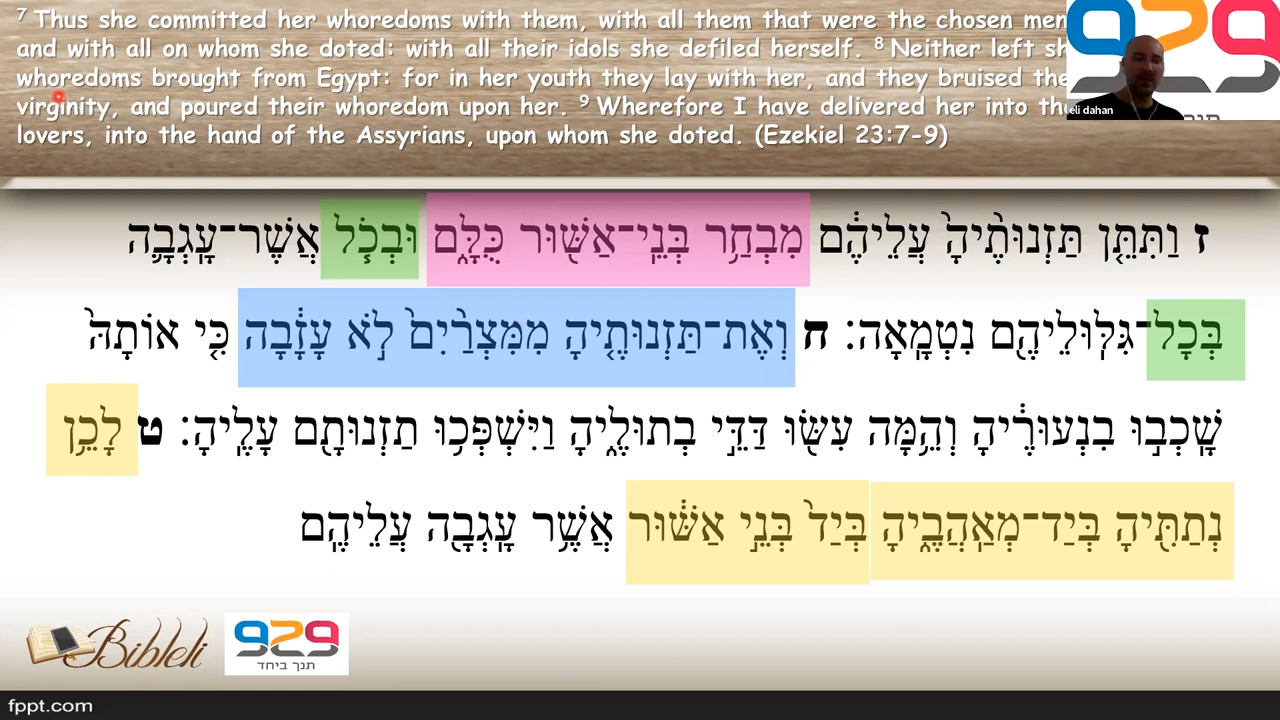 7 Thus she committed her whoredoms with them, with all them that were the chosen men
and with all on whom she doted: with all their idols she defiled herself. 8 Neither left
whoredoms brought from Egypt: for in her youth they lay with her, and they bruised
virginity, and poured their whoredom upon her. 9 Wherefore I have delivered her into
lovers, into the hand of the Assyrians, upon whom she doted. (Ezekiel 23:7-9)
929
eli dahan
ז וַתִּתֵּ֤ן תַּזְנוּתֶ֙יהָ֙ עֲלֵיהֶ֔ם מִבְחַ֥ר בְּנֵֽי־אַשּׁ֖וּר כֻּלָּ֑ם וּבְכֹ֧ל אֲשֶׁר־עָֽגְבָ֛ה
בְּכָל־גִּלּֽוּלֵיהֶ֖ם נִטְמָֽאָה׃ ח וְאֶת־תַּזְנוּתֶ֤יהָ מִמִּצְרַ֙יִם֙ לֹ֣א עָזָ֔בָה כִּ֤י אוֹתָהּ֙
שָׁכְב֣וּ בִנְעוּרֶ֔יהָ וְהֵ֥מָּה עִשּׂ֖וּ דַּדֵּ֣י בְתוּלֶ֑יהָ וַיִּשְׁפְּכ֥וּ תַזְנוּתָ֖ם עָלֶֽיהָ׃ ט לָכֵ֥ן
נְתַתִּ֖יהָ בְּיַד־מְאַֽהֲבֶ֑יהָ בְּיַד֙ בְּנֵ֣י אַשּׁ֔וּר אֲשֶׁ֥ר עָֽגְבָ֖ה עֲלֵיהֶֽם
Bibleli
929
תנך ביחד
fppt.com